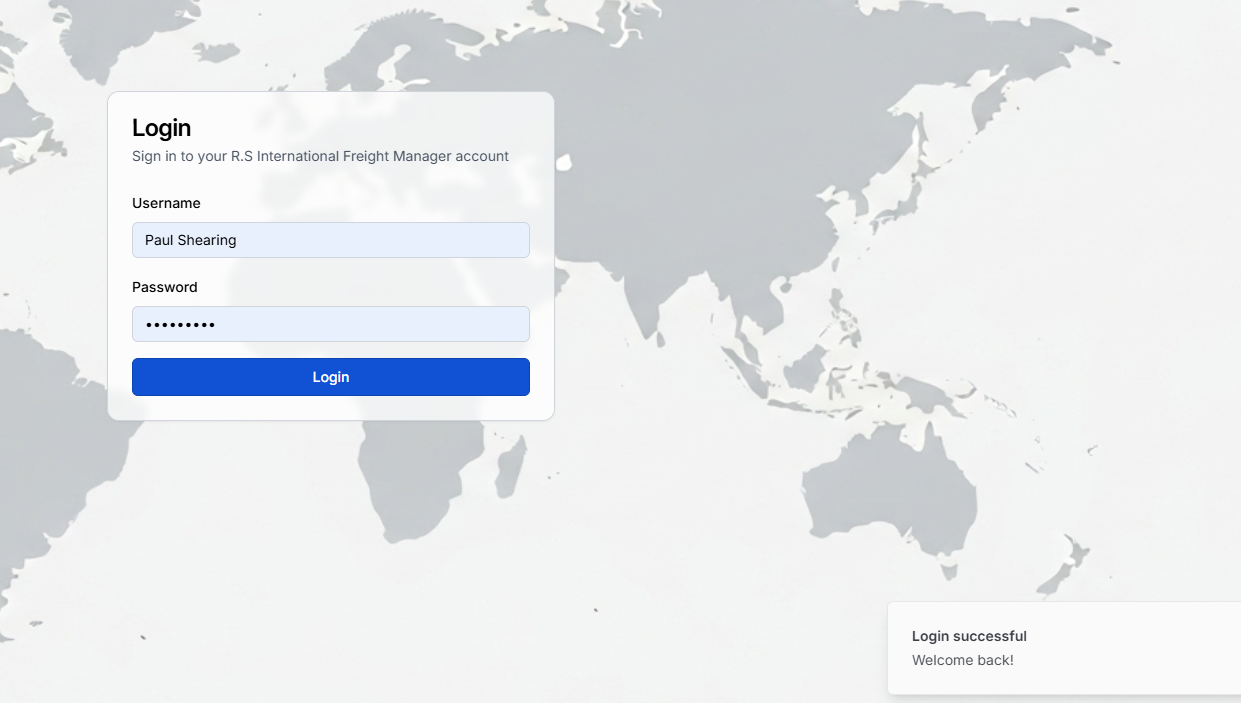 Login
Sign in to your R.S International Freight Manager account
Username
Paul Shearing
Password
•••••••••
Login
Login successful
Welcome back!